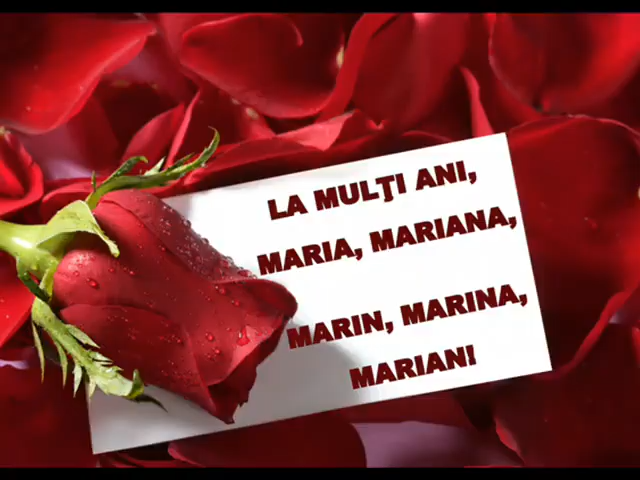 LA MULŢI ANI,
MARIA, MARIANA,
MARIN, MARINA,
MARIAN!